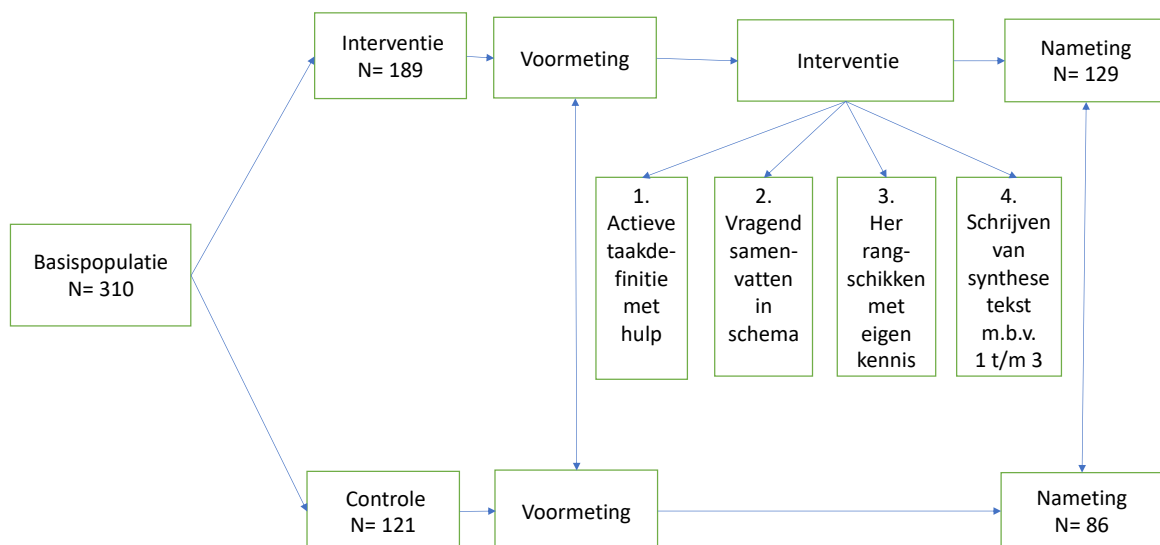 Interventie
N= 189
Voormeting
Interventie
Nameting
N= 129
1.
Actieve
taakde-
finitie
met
hulp
2.
Vragend
samen-
vatten
in
schema
3.
Her
rang-
schikken
met
eigen
kennis
4.
Schrijven
van
synthese
tekst
m.b.v.
1 t/m 3
Basispopulatie
N= 310
Controle
N= 121
Voormeting
Nameting
N= 86